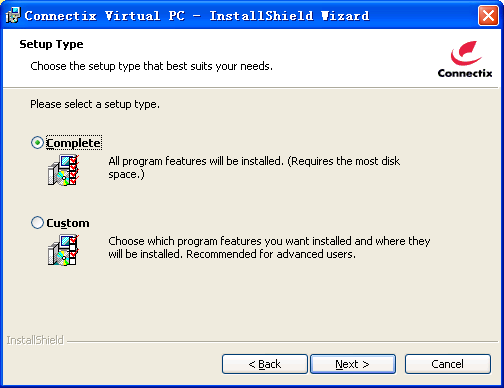 Connectix Virtual PC - InstallShield Wizard
Setup Type
Choose the setup type that best suits your needs.
Connectix
Please select a setup type.
Complete
All program features will be installed. (Requires the most disk
space.)
Custom
Choose which program features you want installed and where they
will be installed. Recommended for advanced users.
InstallShield
< Back
Next >
Cancel